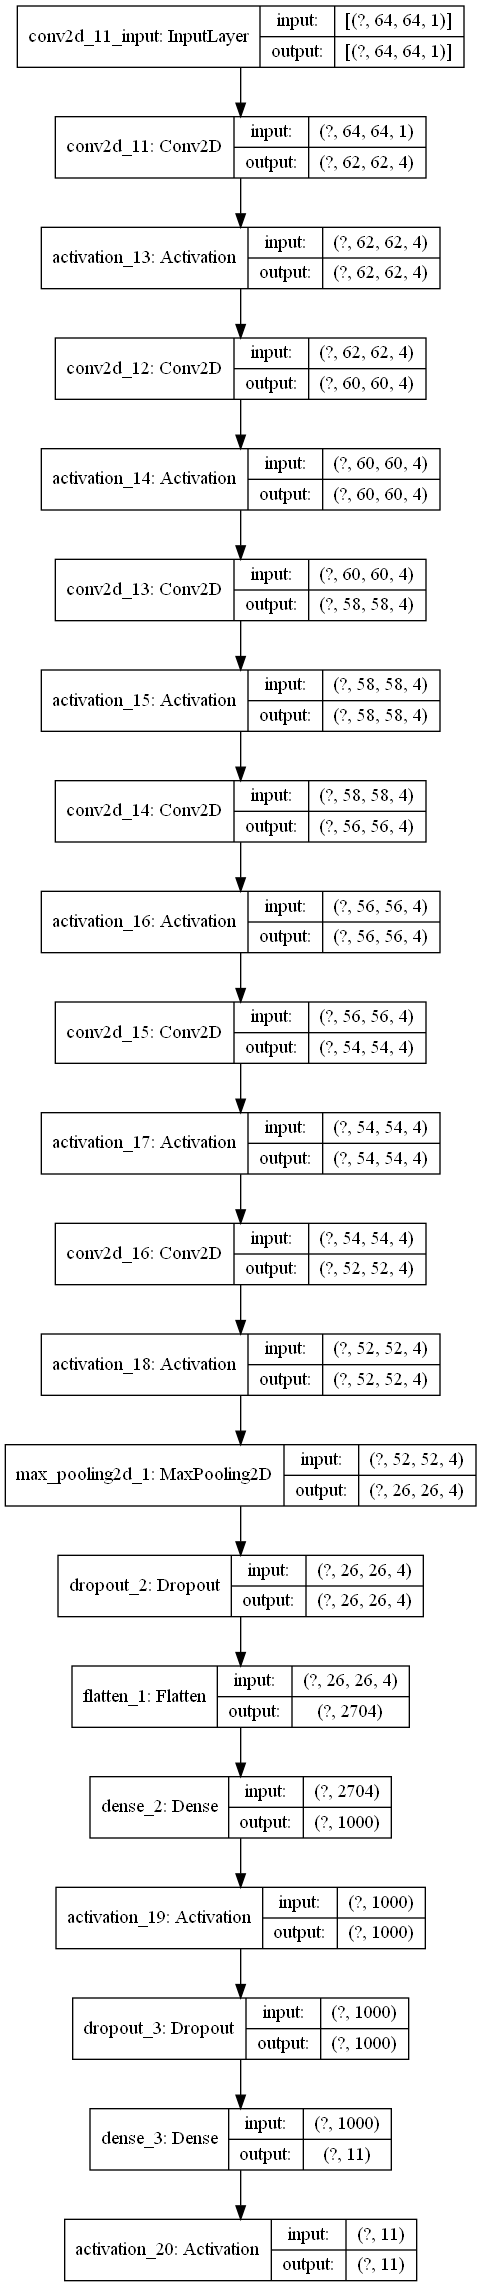 conv2d_11_input: InputLayer
input: [(?, 64, 64, 1)]
output: [(?, 64, 64, 1)]
conv2d_11: Conv2D
input: (?, 64, 64, 1)
output: (?, 62, 62, 4)
activation_13: Activation
input: (?, 62, 62, 4)
output: (?, 62, 62, 4)
conv2d_12: Conv2D
input: (?, 62, 62, 4)
output: (?, 60, 60, 4)
activation_14: Activation
input: (?, 60, 60, 4)
output: (?, 60, 60, 4)
conv2d_13: Conv2D
input: (?, 60, 60, 4)
output: (?, 58, 58, 4)
activation_15: Activation
input: (?, 58, 58, 4)
output: (?, 58, 58, 4)
conv2d_14: Conv2D
input: (?, 58, 58, 4)
output: (?, 56, 56, 4)
activation_16: Activation
input: (?, 56, 56, 4)
output: (?, 56, 56, 4)
conv2d_15: Conv2D
input: (?, 56, 56, 4)
output: (?, 54, 54, 4)
activation_17: Activation
input: (?, 54, 54, 4)
output: (?, 54, 54, 4)
conv2d_16: Conv2D
input: (?, 54, 54, 4)
output: (?, 52, 52, 4)
activation_18: Activation
input: (?, 52, 52, 4)
output: (?, 52, 52, 4)
max_pooling2d_1: MaxPooling2D
input: (?, 52, 52, 4)
output: (?, 26, 26, 4)
dropout_2: Dropout
input: (?, 26, 26, 4)
output: (?, 26, 26, 4)
flatten_1: Flatten
input: (?, 26, 26, 4)
output: (?, 2704)
dense_2: Dense
input: (?, 2704)
output: (?, 1000)
activation_19: Activation
input: (?, 1000)
output: (?, 1000)
dropout_3: Dropout
input: (?, 1000)
output: (?, 1000)
dense_3: Dense
input: (?, 1000)
output: (?, 11)
activation_20: Activation
input: (?, 11)
output: (?, 11)